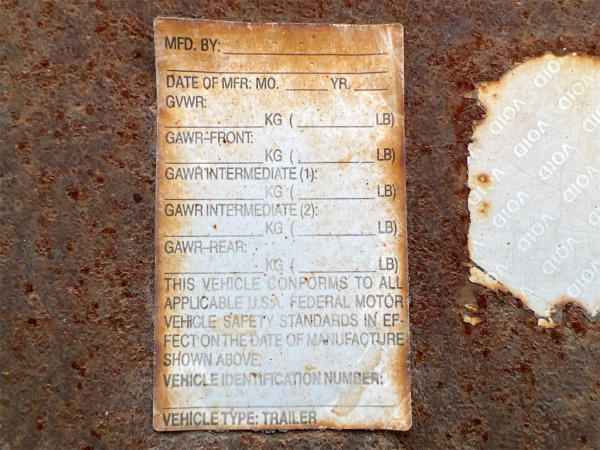 MFD. BY:
DATE OF MFR: MO. YR.
GVWR:
KG ( LB)
GAWR-FRONT:
KG ( LB)
GAWR INTERMEDIATE (1):
KG ( LB)
GAWR INTERMEDIATE (2):
KG ( LB)
GAWR-REAR:
KG ( LB)
THIS VEHICLE CONFORMS TO ALL
APPLICABLE U.S.A. FEDERAL MOTOR
VEHICLE SAFETY STANDARDS IN EF-
FECT ON THE DATE OF MANUFACTURE
SHOWN ABOVE.
VEHICLE IDENTIFICATION NUMBER:
VEHICLE TYPE: TRAILER
VOID VOID
VOID VOID VOID
VOID VOID VOID
VOID VOID